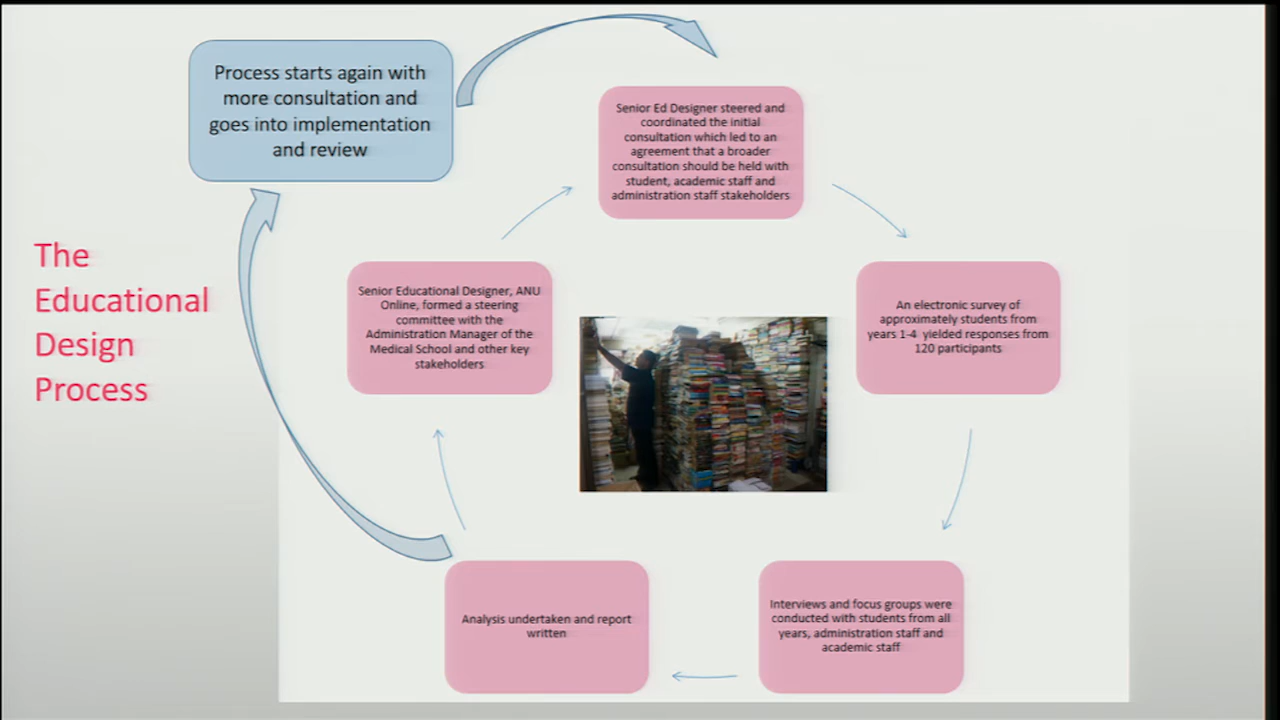 Process starts again with
more consultation and
goes into implementation
and review
Senior Ed Designer steered and
coordinated the initial
consultation which led to an
agreement that a broader
consultation should be held with
student, academic staff and
administration staff stakeholders
The
Educational
Design
Process
Senior Educational Designer, ANU
Online, formed a steering
committee with the
Administration Manager of the
Medical School and other key
stakeholders
An electronic survey of
approximately students from
years 1-4 yielded responses from
120 participants
Analysis undertaken and report
written
Interviews and focus groups were
conducted with students from all
years, administration staff and
academic staff